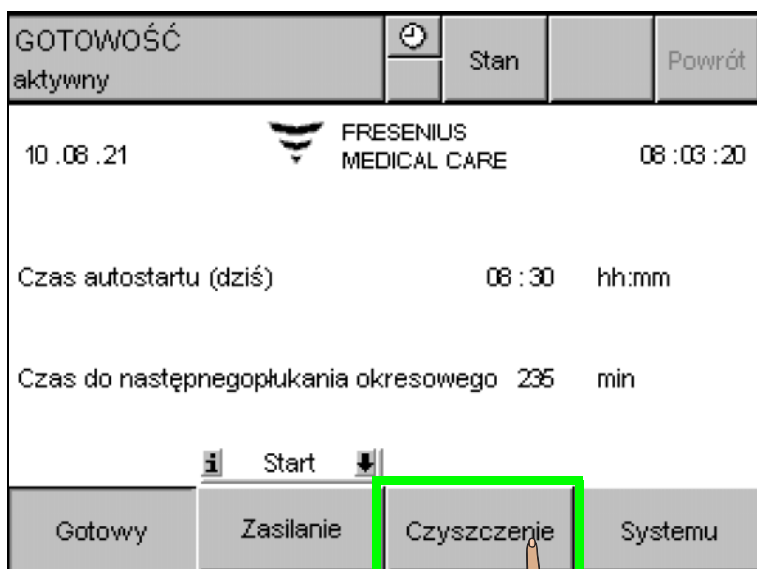 GOTOWOŚĆ
aktywny
Stan
Powrót
10 .08 .21
FRESENIUS
MEDICAL CARE
08 :03 :20
Czas autostartu (dziś) 08 : 30 hh:mm
Czas do następnegopłukania okresowego 235 min
i Start
Gotowy
Zasilanie
Czyszczenie
Systemu